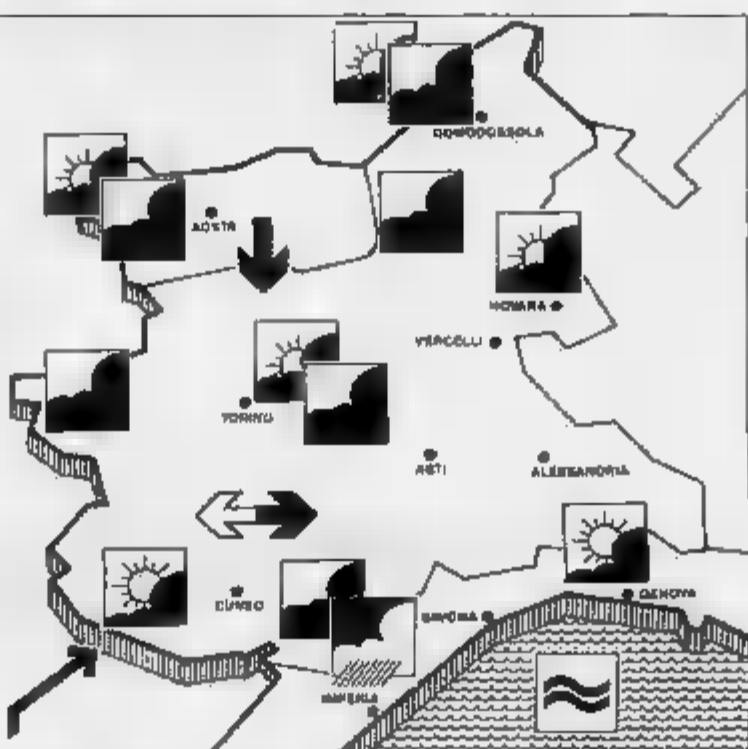 DOMODOSSOLA
AOSTA
NOVARA
VERCELLI
TORINO
ASTI
ALESSANDRIA
CUNEO
GENOVA
SAVONA
IMPERIA